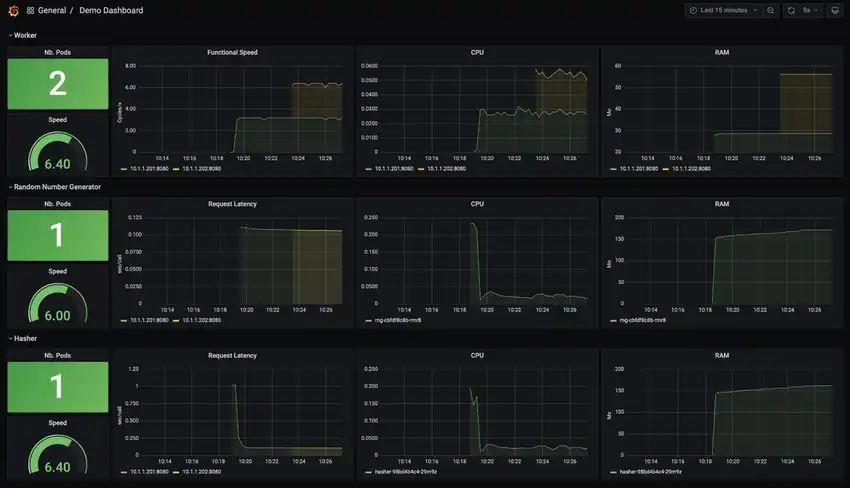 General / Demo Dashboard
Last 15 minutes
5s
Worker
Nb. Pods
2
Speed
6.40
Functional Speed
Cycles/s
8.00
6.00
4.00
2.00
0
10:14 10:16 10:18 10:20 10:22 10:24 10:26
10.1.1.201:8080 10.1.1.202:8080
CPU
0.0600
0.0500
0.0400
0.0300
0.0200
0.0100
0
10:14 10:16 10:18 10:20 10:22 10:24 10:26
10.1.1.201:8080 10.1.1.202:8080
RAM
Mo
60
50
40
30
20
10:14 10:16 10:18 10:20 10:22 10:24 10:26
10.1.1.201:8080 10.1.1.202:8080
Random Number Generator
Nb. Pods
1
Speed
6.00
Request Latency
sec/call
0.125
0.100
0.0750
0.0500
0.0250
0
10:14 10:16 10:18 10:20 10:22 10:24 10:26
10.1.1.201:8080 10.1.1.202:8080
CPU
0.250
0.200
0.150
0.100
0.0500
0
10:14 10:16 10:18 10:20 10:22 10:24 10:26
RAM
Mo
200
150
100
50
0
10:14 10:16 10:18 10:20 10:22 10:24 10:26
Hasher
Nb. Pods
1
Speed
6.40
Request Latency
sec/call
1.25
1
0.750
0.500
0.250
0
10:14 10:16 10:18 10:20 10:22 10:24 10:26
10.1.1.201:8080 10.1.1.202:8080
CPU
0.250
0.200
0.150
0.100
0.0500
0
10:14 10:16 10:18 10:20 10:22 10:24 10:26
hasher-98bd4b4c4-29m9z
RAM
Mo
200
150
100
50
0
10:14 10:16 10:18 10:20 10:22 10:24 10:26
hasher-98bd4b4c4-29m9z